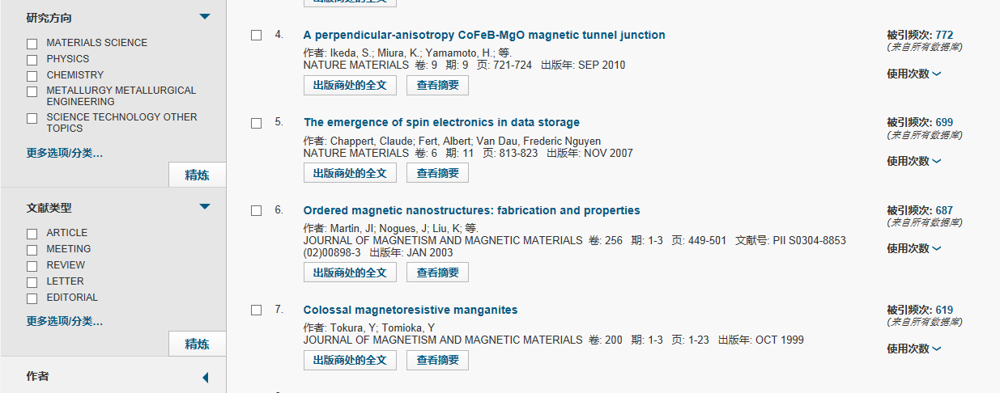 研究方向
MATERIALS SCIENCE
PHYSICS
CHEMISTRY
METALLURGY METALLURGICAL
ENGINEERING
SCIENCE TECHNOLOGY OTHER
TOPICS
更多选项/分类...
精炼
文献类型
ARTICLE
MEETING
REVIEW
LETTER
EDITORIAL
更多选项/分类...
精炼
作者
出版商处的全文 查看摘要
4. A perpendicular-anisotropy CoFeB-MgO magnetic tunnel junction
作者: Ikeda, S.; Miura, K.; Yamamoto, H.; 等.
NATURE MATERIALS 卷: 9 期: 9 页: 721-724 出版年: SEP 2010
出版商处的全文 查看摘要
被引频次: 772
(来自所有数据库)
使用次数
5. The emergence of spin electronics in data storage
作者: Chappert, Claude; Fert, Albert; Van Dau, Frederic Nguyen
NATURE MATERIALS 卷: 6 期: 11 页: 813-823 出版年: NOV 2007
出版商处的全文 查看摘要
被引频次: 699
(来自所有数据库)
使用次数
6. Ordered magnetic nanostructures: fabrication and properties
作者: Martin, JI; Nogues, J; Liu, K; 等.
JOURNAL OF MAGNETISM AND MAGNETIC MATERIALS 卷: 256 期: 1-3 页: 449-501 文献号: PII S0304-8853
(02)00898-3 出版年: JAN 2003
出版商处的全文 查看摘要
被引频次: 687
(来自所有数据库)
使用次数
7. Colossal magnetoresistive manganites
作者: Tokura, Y; Tomioka, Y
JOURNAL OF MAGNETISM AND MAGNETIC MATERIALS 卷: 200 期: 1-3 页: 1-23 出版年: OCT 1999
出版商处的全文 查看摘要
被引频次: 619
(来自所有数据库)
使用次数